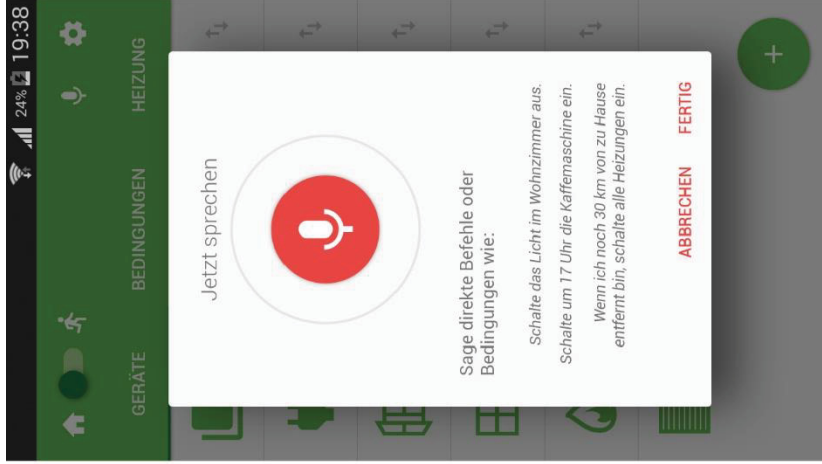 24% 19:38
GERÄTE BEDINGUNGEN HEIZUNG
Jetzt sprechen
Sage direkte Befehle oder
Bedingungen wie:
Schalte das Licht im Wohnzimmer aus.
Schalte um 17 Uhr die Kaffemaschine ein.
Wenn ich noch 30 km von zu Hause
entfernt bin, schalte alle Heizungen ein.
ABBRECHEN FERTIG